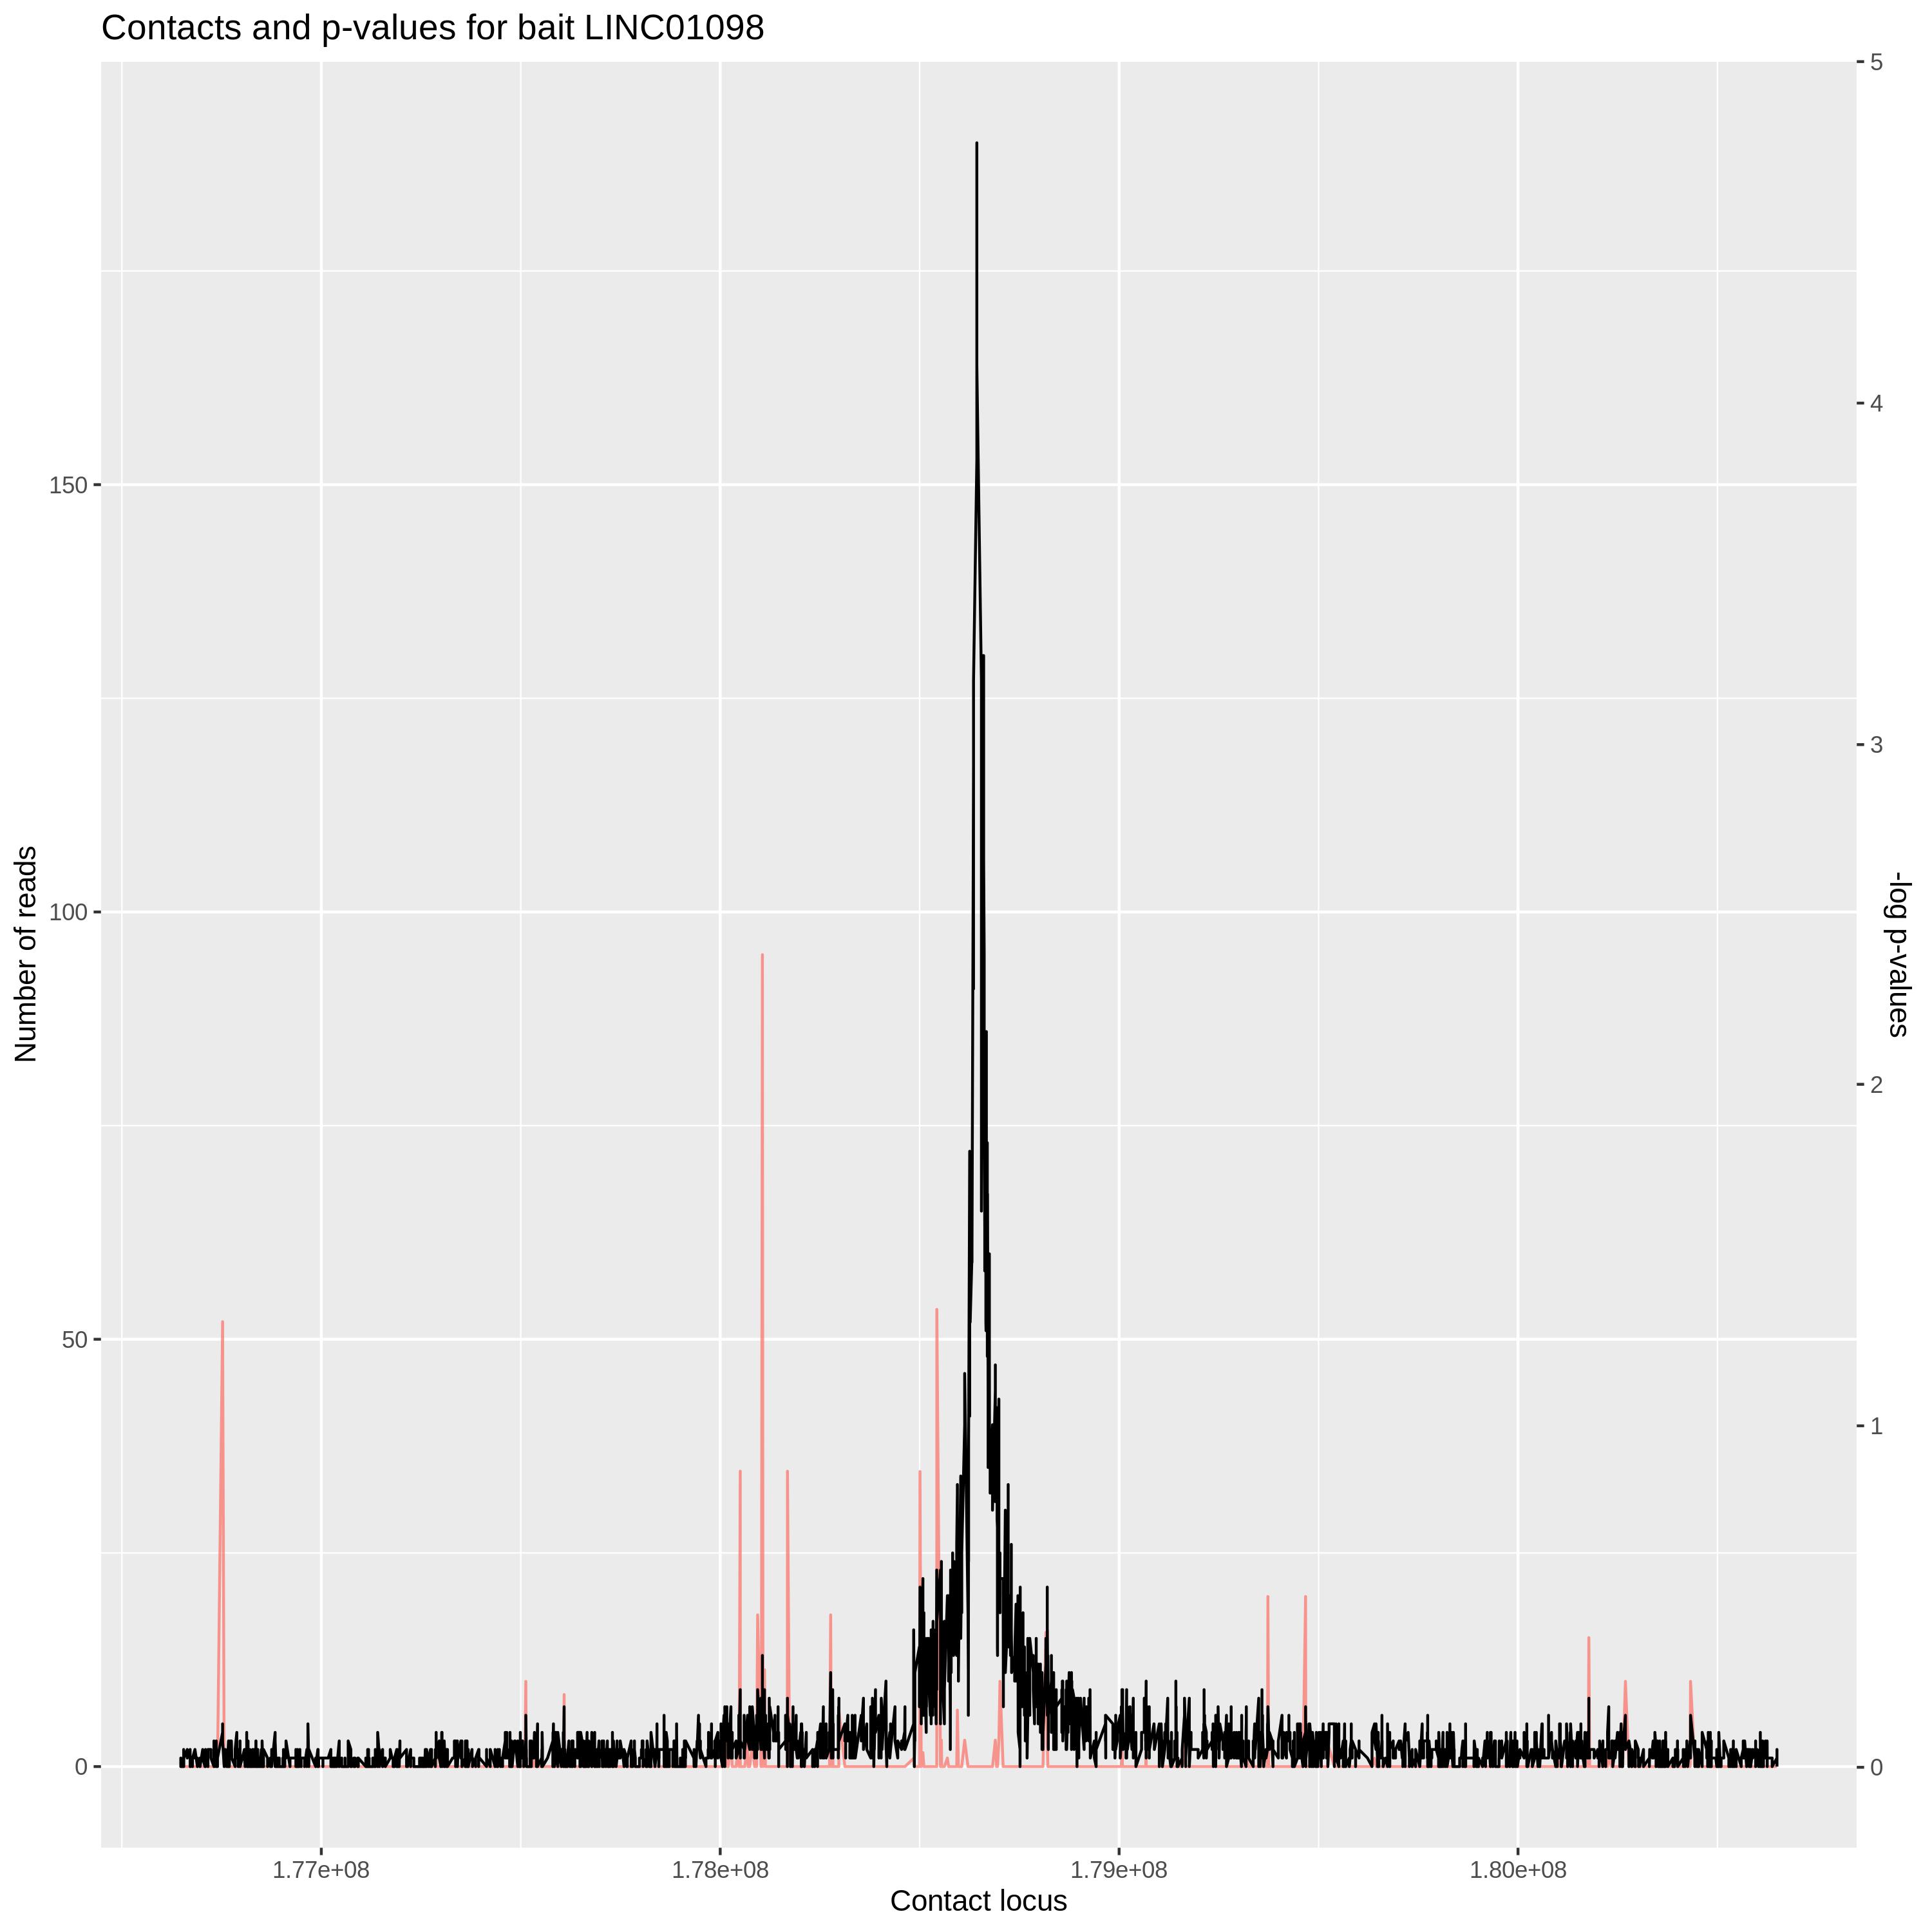 Contacts and p-values for bait LINC01098
5
4
3
2
1
0
150
100
50
0
Number of reads
-log p-values
1.77e+08
1.78e+08
1.79e+08
1.80e+08
Contact locus